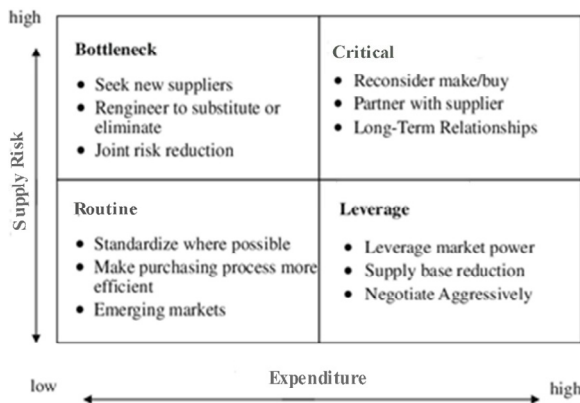 high
Bottleneck
• Seek new suppliers
• Rengineer to substitute or
eliminate
• Joint risk reduction
Critical
• Reconsider make/buy
• Partner with supplier
• Long-Term Relationships
Supply Risk
Routine
• Standardize where possible
• Make purchasing process more
efficient
• Emerging markets
Leverage
• Leverage market power
• Supply base reduction
• Negotiate Aggressively
low
Expenditure
high